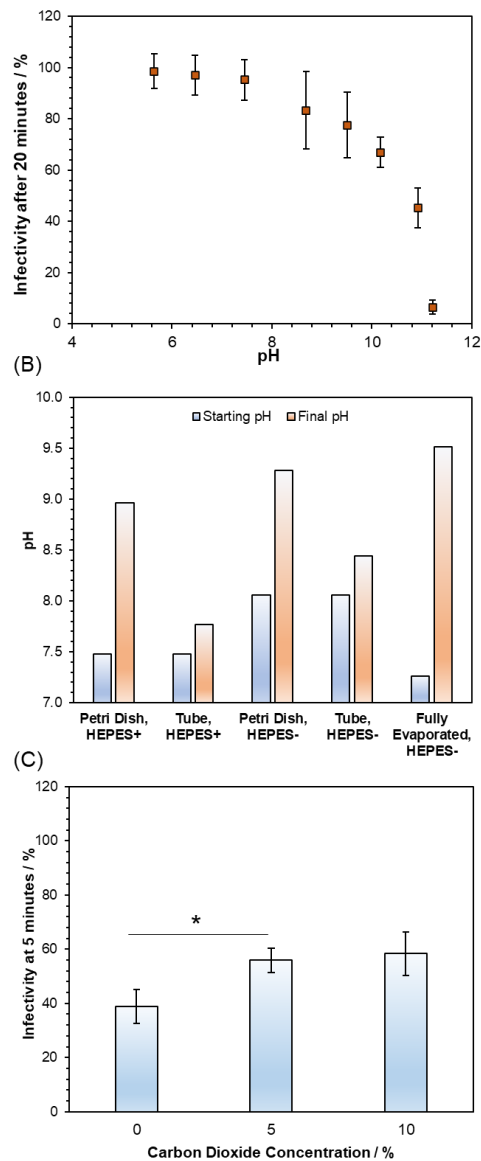 120
100
80
60
40
20
0
Infectivity after 20 minutes / %
4 6 8 10 12
pH
(B)
10.0
9.5
9.0
8.5
8.0
7.5
7.0
pH
Starting pH Final pH
Petri Dish, Tube, Petri Dish, Tube, Fully
HEPES+ HEPES+ HEPES- HEPES- Evaporated,
HEPES-
(C)
120
100
80
60
40
20
0
Infectivity at 5 minutes / %
*
0 5 10
Carbon Dioxide Concentration / %